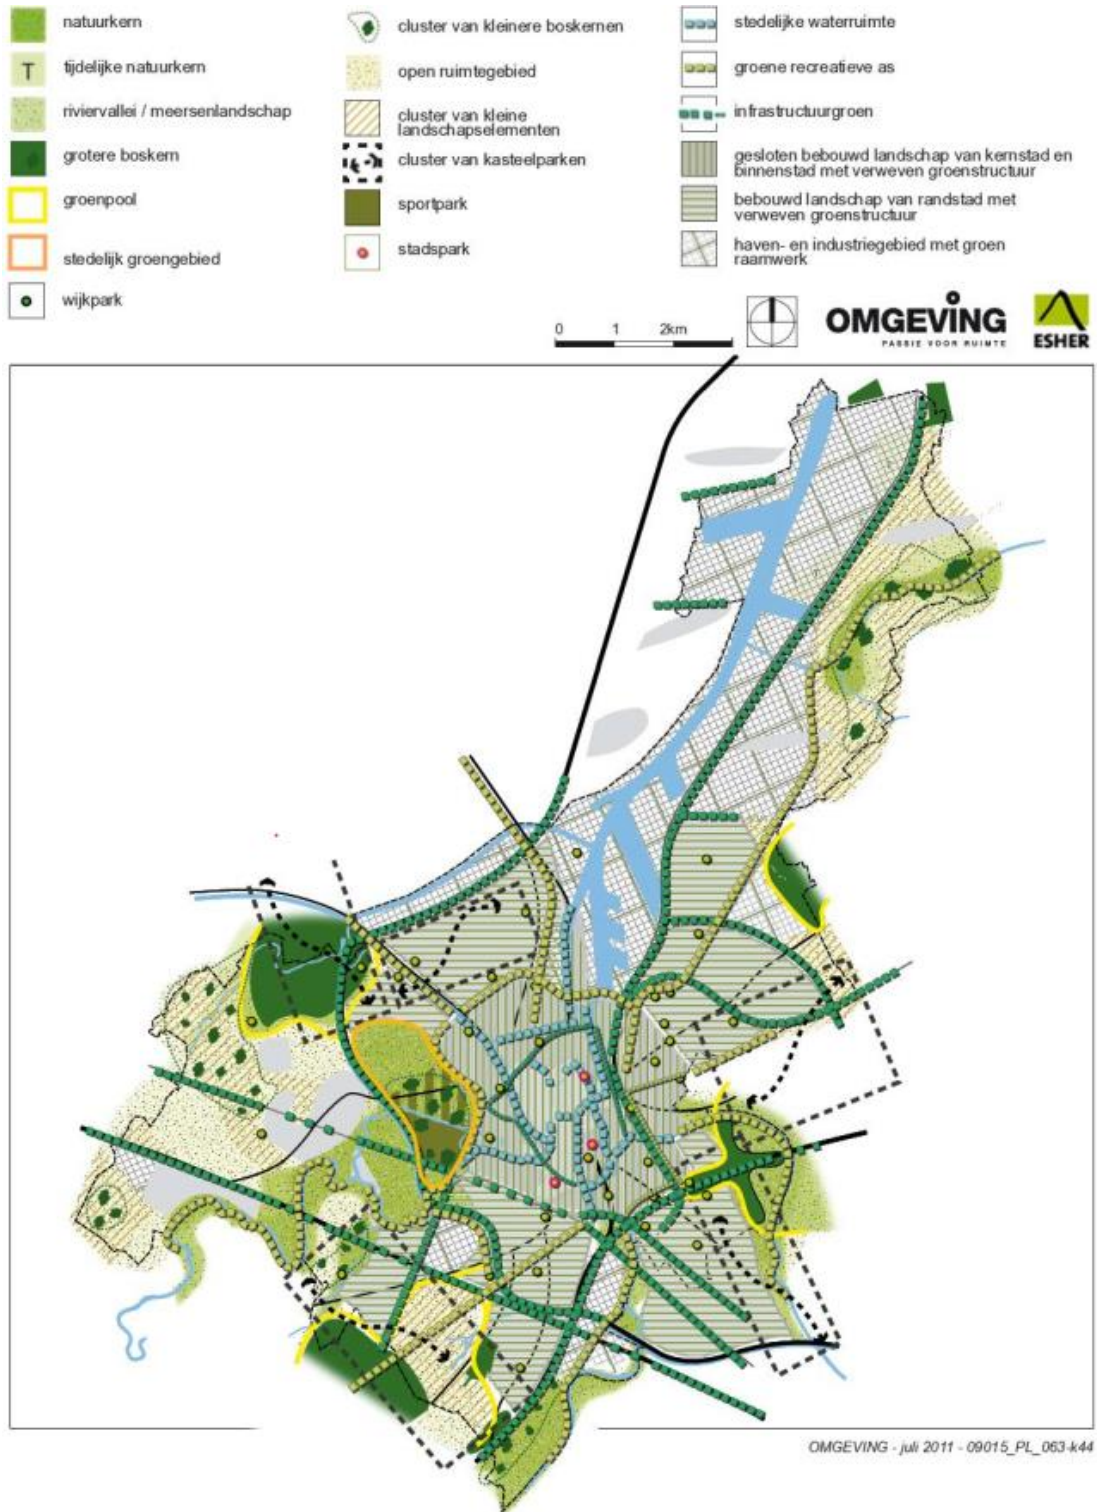 natuurkern
T
tijdelijke natuurkern
riviervallei / meersenlandschap
grotere boskern
groenpool
stedelijk groengebied
wijkpark
cluster van kleinere boskernen
open ruimtegebied
cluster van kleine
landschapselementen
cluster van kasteelparken
sportpark
stadspark
stedelijke waterruimte
groene recreatieve as
infrastructuurgroen
gesloten bebouwd landschap van kernstad en
binnenstad met verweven groenstructuur
bebouwd landschap van randstad met
verweven groenstructuur
haven- en industriegebied met groen
raamwerk
0 1 2km
OMGEVING
PASSIE VOOR RUIMTE
ESHER
T
OMGEVING - juli 2011 - 09015_PL_063-k44